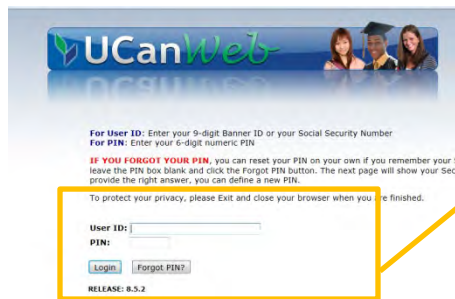 UCanWeb
For User ID: Enter your 9-digit Banner ID or your Social Security Number
For PIN: Enter your 6-digit numeric PIN
IF YOU FORGOT YOUR PIN, you can reset your PIN on your own if you remember your
leave the PIN box blank and click the Forgot PIN button. The next page will show your Sec
provide the right answer, you can define a new PIN.
To protect your privacy, please Exit and close your browser when you are finished.
User ID:
PIN:
Login Forgot PIN?
RELEASE: 8.5.2